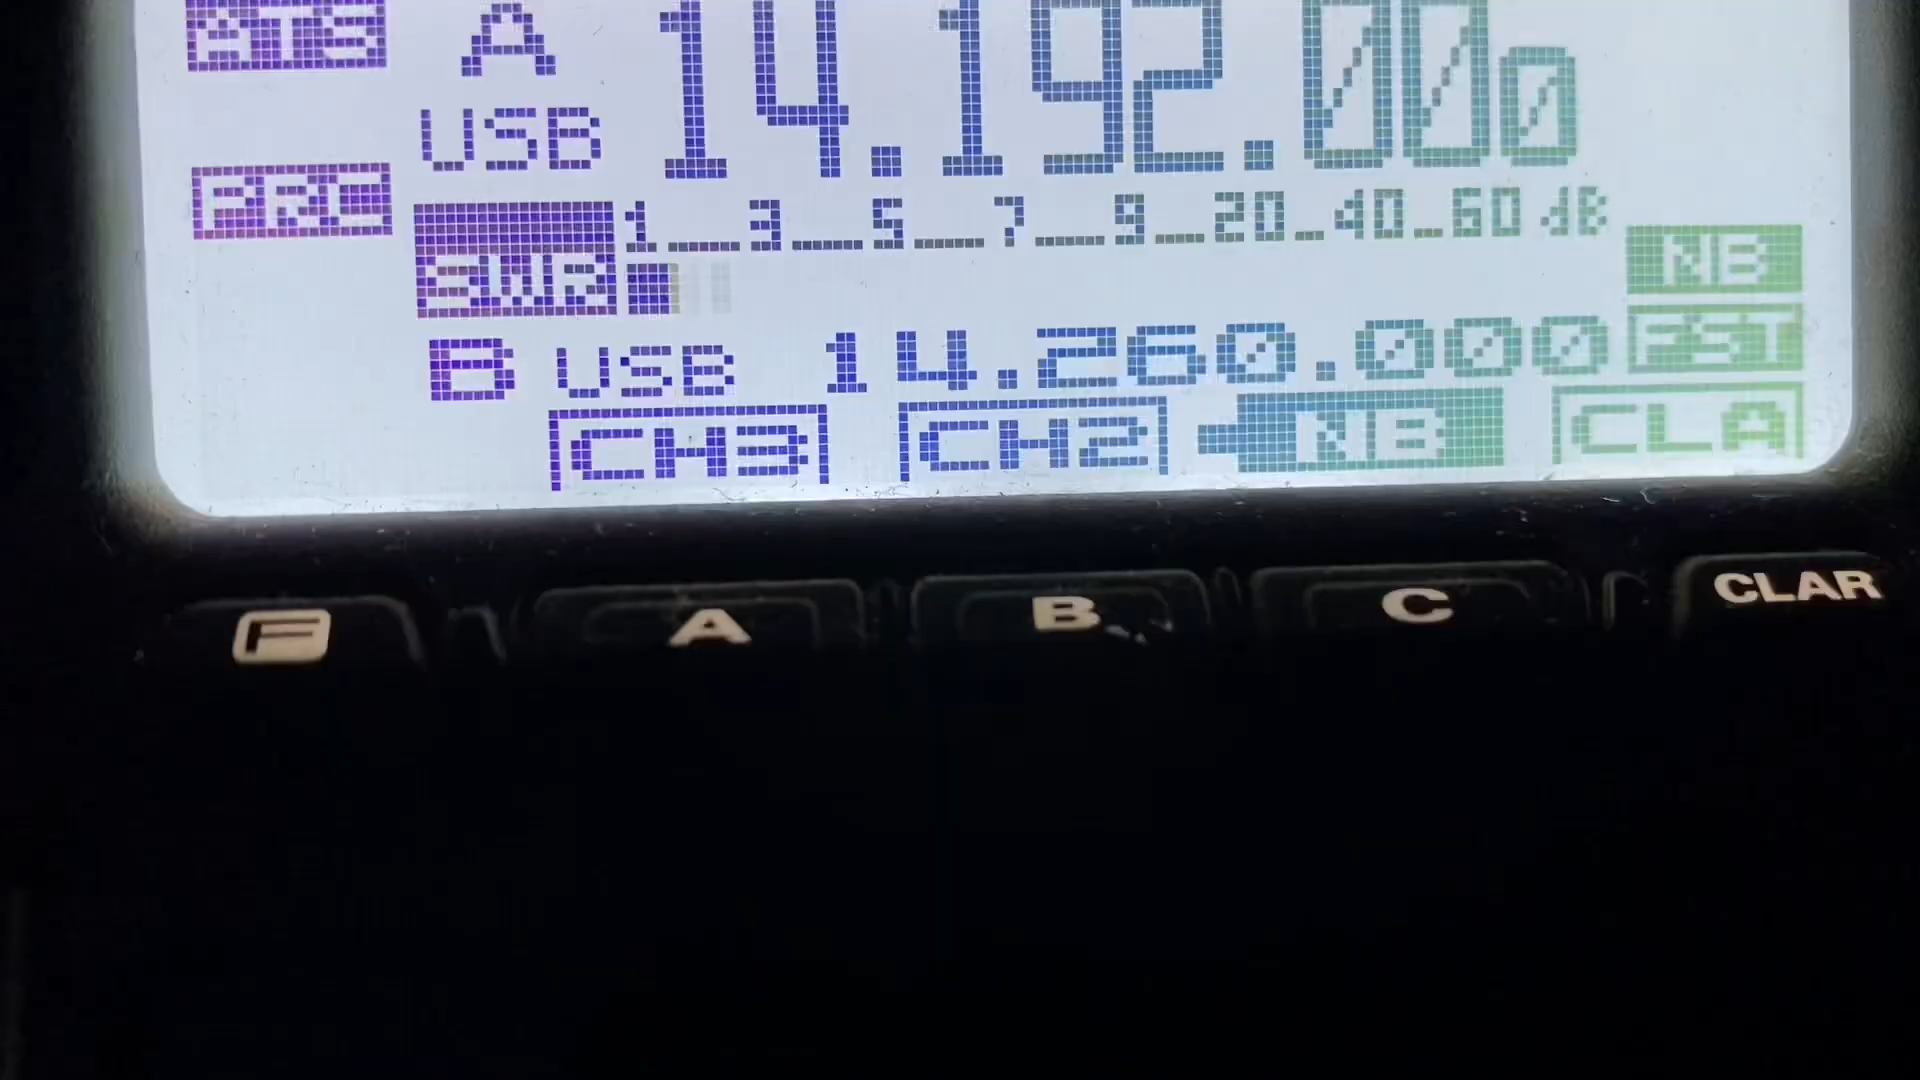 ATS A 14.192.000
USB
PRC
1 3 5 7 9 20 40 60 dB
SWR
NB
B USB 14.260.000 FST
CH3 CH2 NB CLA
F A B C CLAR